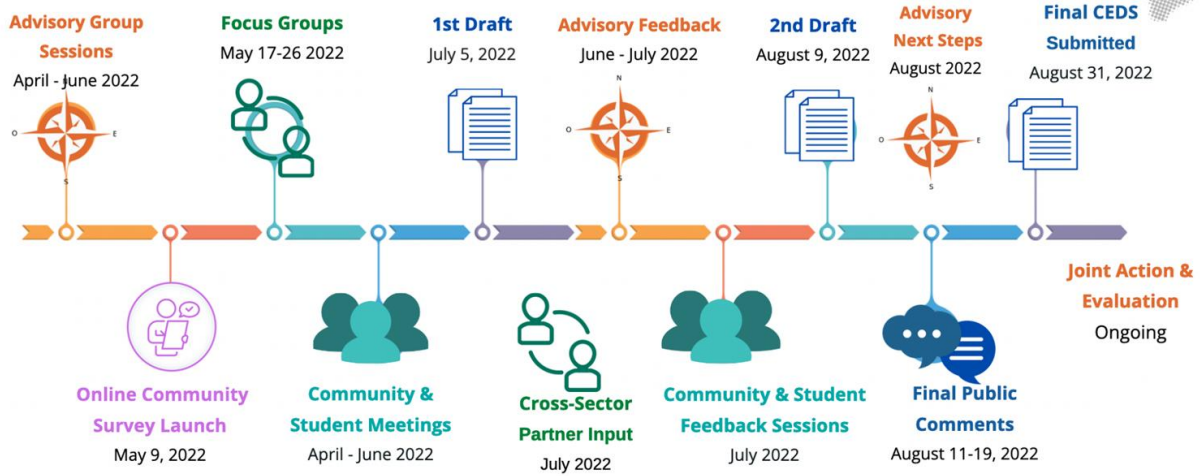 Advisory Group
Sessions
April - June 2022
N
O
E
S
Focus Groups
May 17-26 2022
1st Draft
July 5, 2022
Advisory Feedback
June - July 2022
N
O
E
S
2nd Draft
August 9, 2022
Advisory
Next Steps
August 2022
N
O
E
S
Final CEDS
Submitted
August 31, 2022
Online Community
Survey Launch
May 9, 2022
Community &
Student Meetings
April - June 2022
Cross-Sector
Partner Input
July 2022
Community & Student
Feedback Sessions
July 2022
Final Public
Comments
August 11-19, 2022
Joint Action &
Evaluation
Ongoing